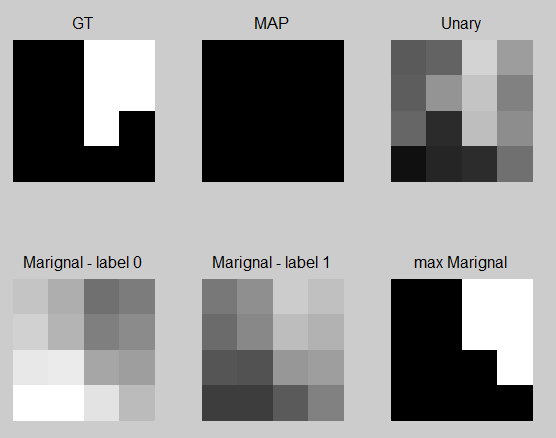 GT
MAP
Unary
Marignal - label 0
Marignal - label 1
max Marignal